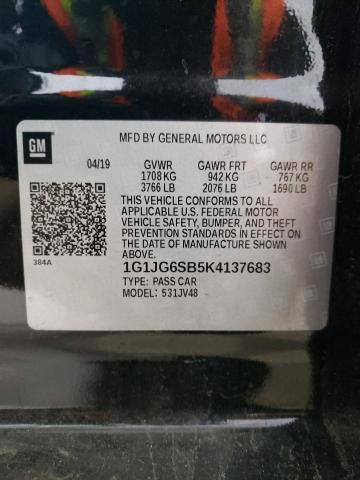 GM
MFD BY GENERAL MOTORS LLC
04/19 GVWR GAWR FRT GAWR RR
1708 KG 942 KG 767 KG
3766 LB 2076 LB 1690 LB
THIS VEHICLE CONFORMS TO ALL
APPLICABLE U.S. FEDERAL MOTOR
VEHICLE SAFETY, BUMPER, AND THEFT
PREVENTION STANDARDS IN EFFECT ON
THE DATE OF MANUFACTURE SHOWN
ABOVE.
384A
1G1JG6SB5K4137683
TYPE: PASS CAR
MODEL: 531JV48